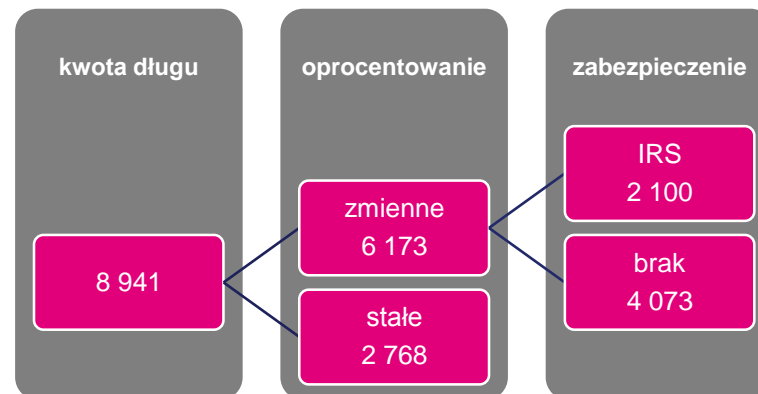 kwota długu
oprocentowanie
zabezpieczenie
8 941
zmienne
6 173
stałe
2 768
IRS
2 100
brak
4 073